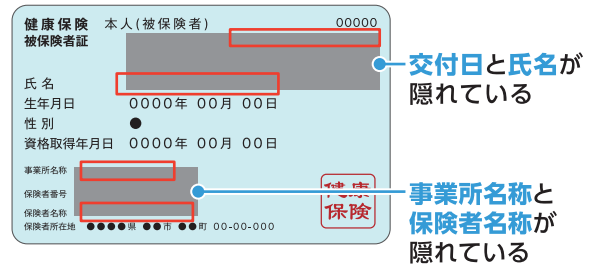 健康保険 本人(被保険者) 00000
被保険者証
氏名
生年月日 0000年 00月 00日
性別 ●
資格取得年月日 0000年 00月 00日
事業所名称
保険者番号
保険者名称
保険者所在地 ●●●●県 ●●市 ●●町 00-00-000
健康
保険
交付日と氏名が
隠れている
事業所名称と
保険者名称が
隠れている